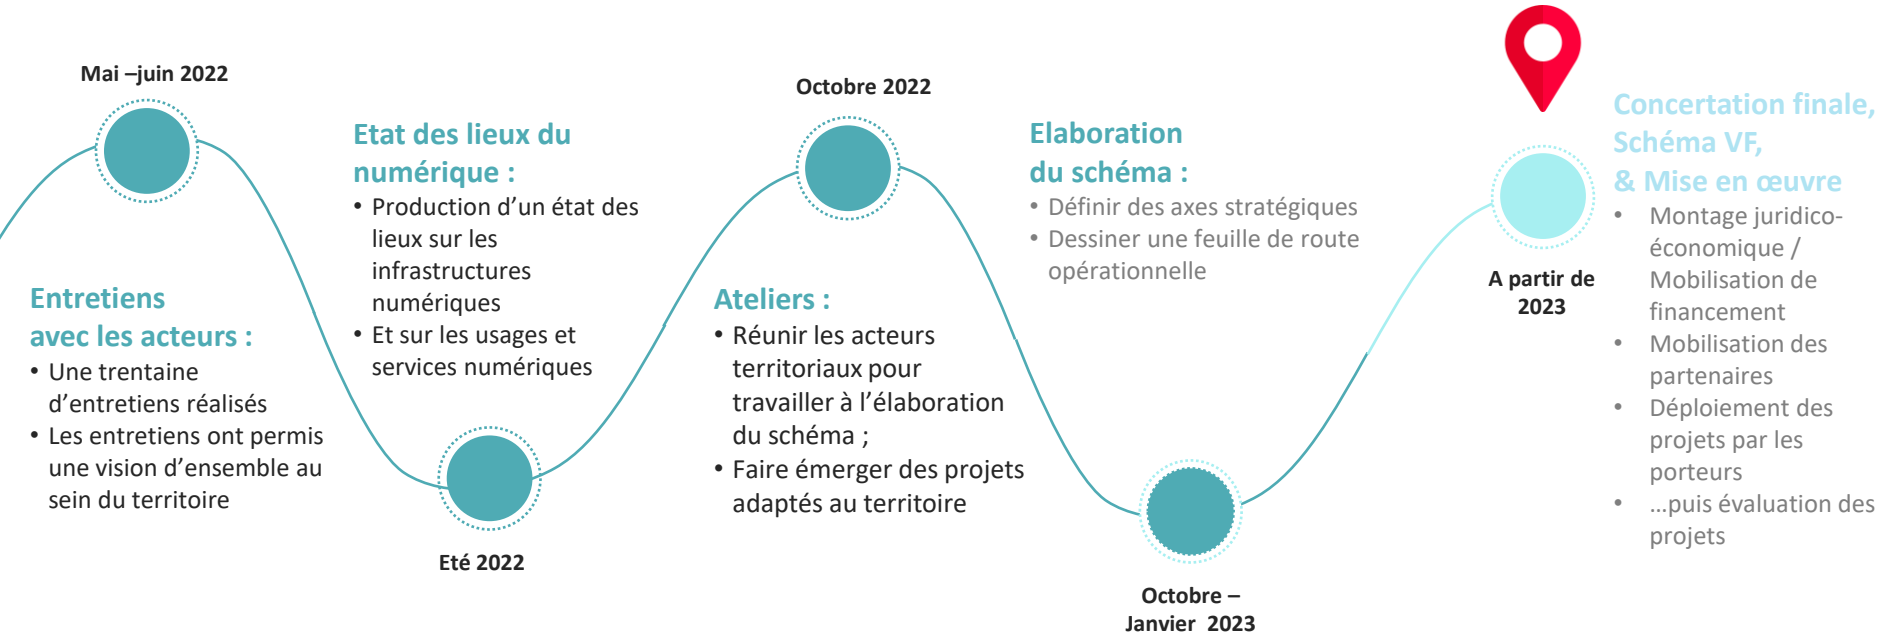 Mai –juin 2022
Entretiens
avec les acteurs :
• Une trentaine
d’entretiens réalisés
• Les entretiens ont permis
une vision d’ensemble au
sein du territoire
Etat des lieux du
numérique :
• Production d’un état des
lieux sur les
infrastructures
numériques
• Et sur les usages et
services numériques
Eté 2022
Octobre 2022
Ateliers :
• Réunir les acteurs
territoriaux pour
travailler à l’élaboration
du schéma ;
• Faire émerger des projets
adaptés au territoire
Elaboration
du schéma :
• Définir des axes stratégiques
• Dessiner une feuille de route
opérationnelle
Octobre –
Janvier 2023
A partir de
2023
Concertation finale,
Schéma VF,
& Mise en œuvre
• Montage juridico-
économique /
Mobilisation de
financement
• Mobilisation des
partenaires
• Déploiement des
projets par les
porteurs
• …puis évaluation des
projets